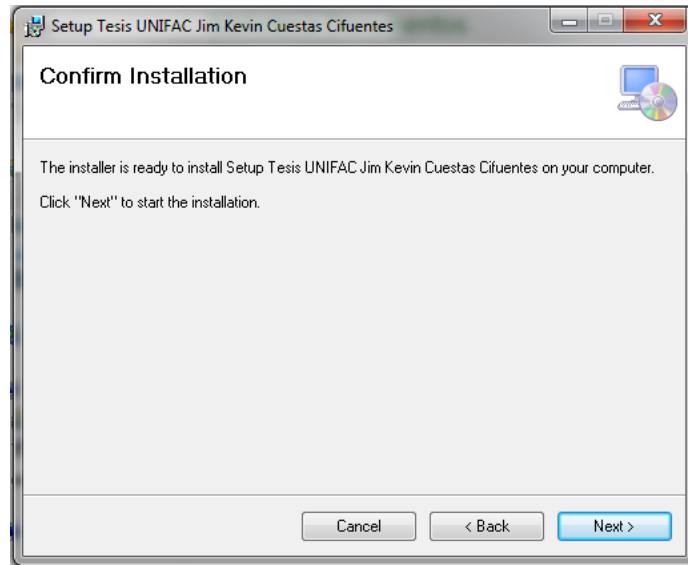 Setup Tesis UNIFAC Jim Kevin Cuestas Cifuentes
Confirm Installation
The installer is ready to install Setup Tesis UNIFAC Jim Kevin Cuestas Cifuentes on your computer.
Click "Next" to start the installation.
Cancel
< Back
Next >